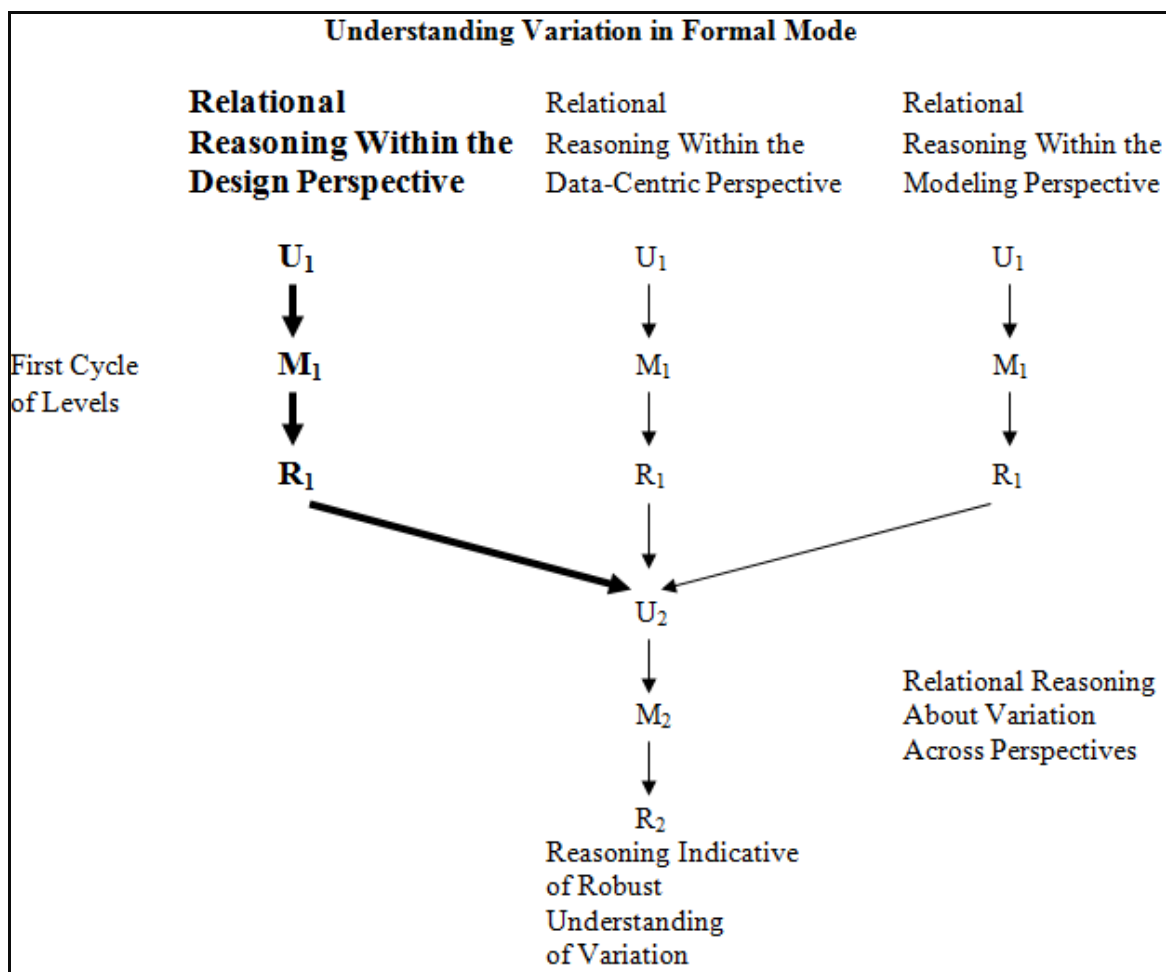 Understanding Variation in Formal Mode
Relational
Reasoning Within the
Design Perspective
Relational
Reasoning Within the
Data-Centric Perspective
Relational
Reasoning Within the
Modeling Perspective
U₁
U₁
U₁
First Cycle
of Levels
M₁
M₁
M₁
R₁
R₁
R₁
U₂
M₂
Relational Reasoning
About Variation
Across Perspectives
R₂
Reasoning Indicative
of Robust
Understanding
of Variation